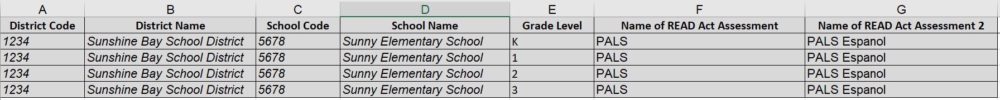 A B C D E F G
District Code District Name School Code School Name Grade Level Name of READ Act Assessment Name of READ Act Assessment 2
1234 Sunshine Bay School District 5678 Sunny Elementary School K PALS PALS Espanol
1234 Sunshine Bay School District 5678 Sunny Elementary School 1 PALS PALS Espanol
1234 Sunshine Bay School District 5678 Sunny Elementary School 2 PALS PALS Espanol
1234 Sunshine Bay School District 5678 Sunny Elementary School 3 PALS PALS Espanol